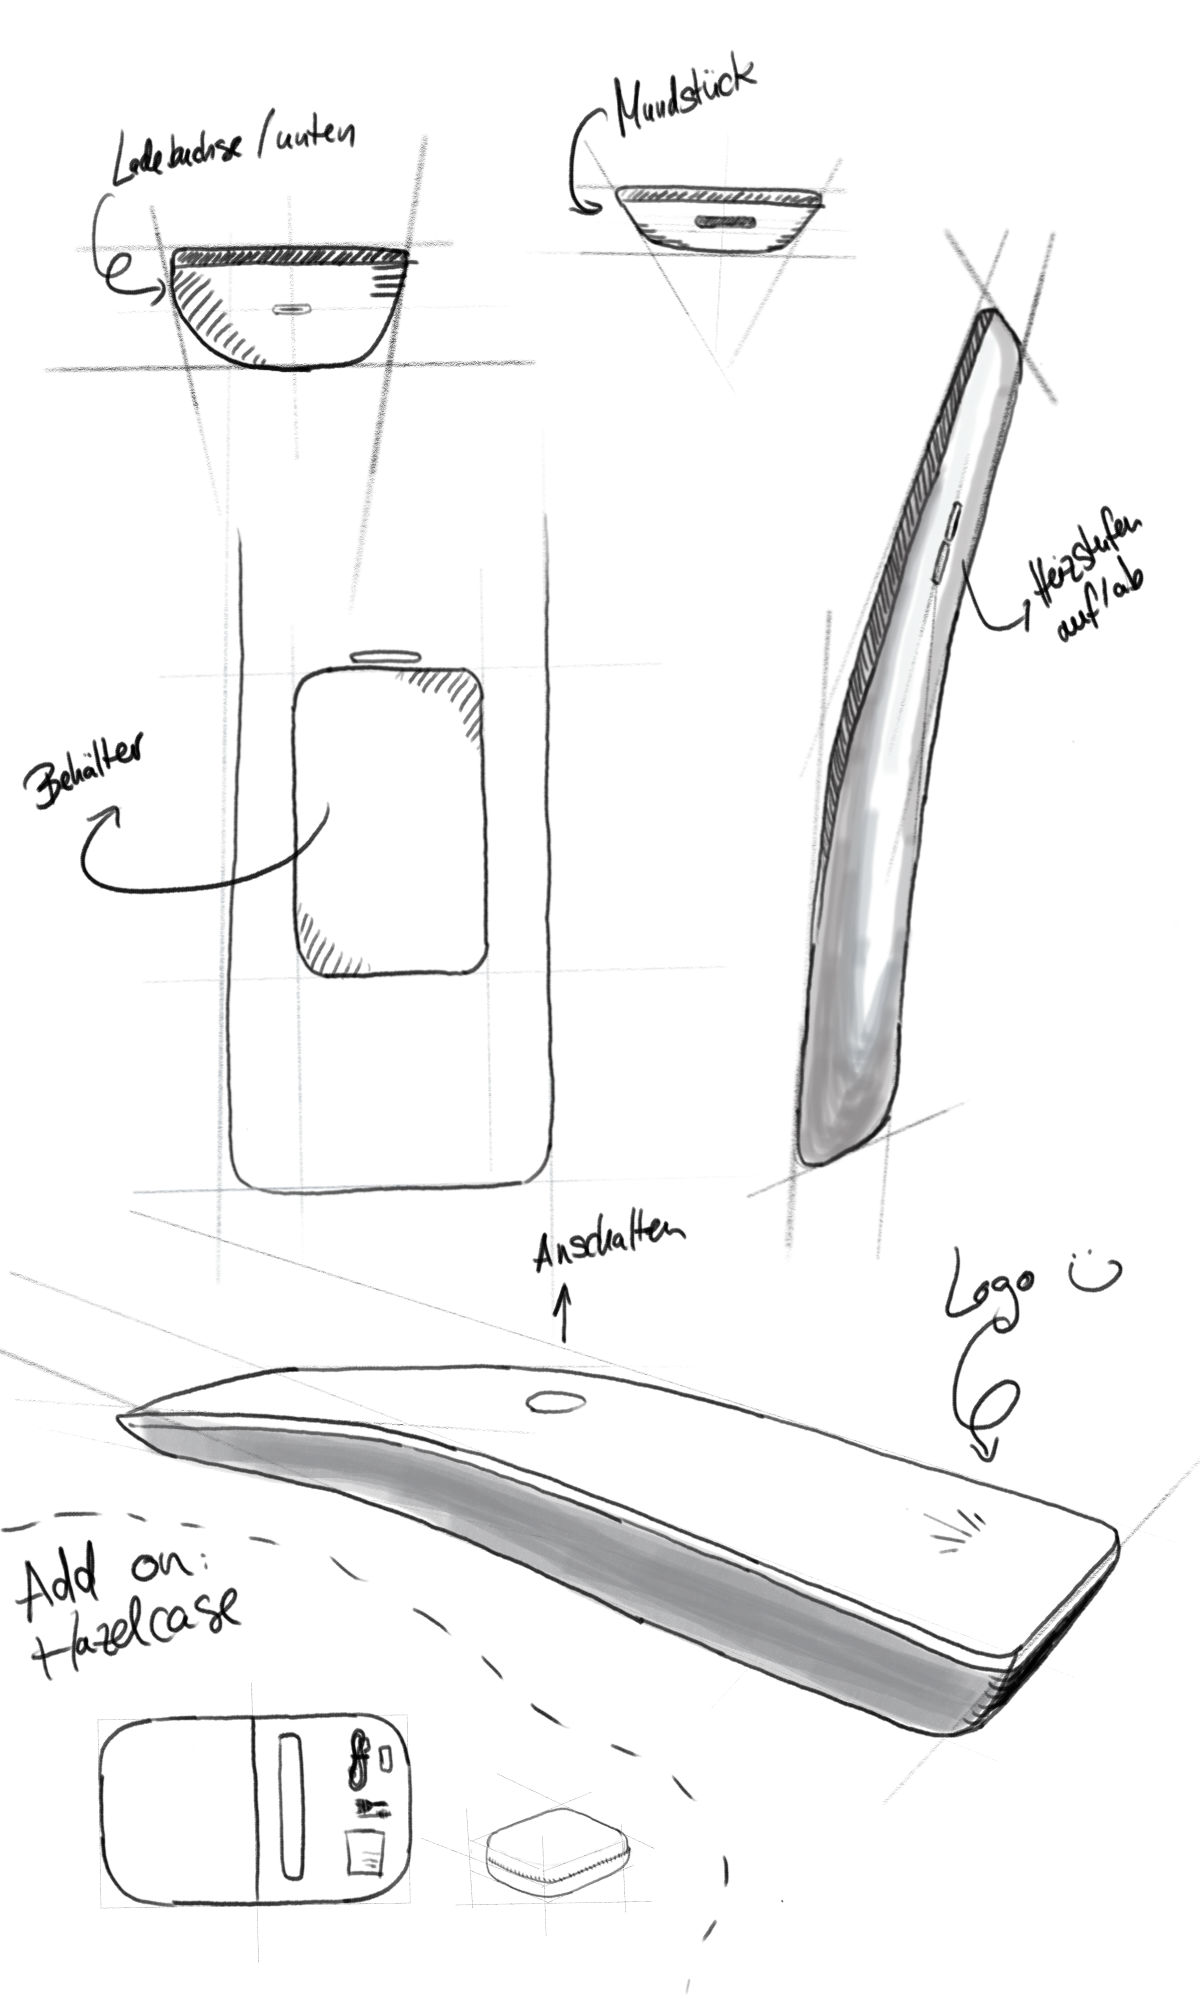 Mundstück
Ladebuchse / unten
Heizstufen
auf/ab
Behälter
Anschalten
Logo
Add on:
Hazelcase